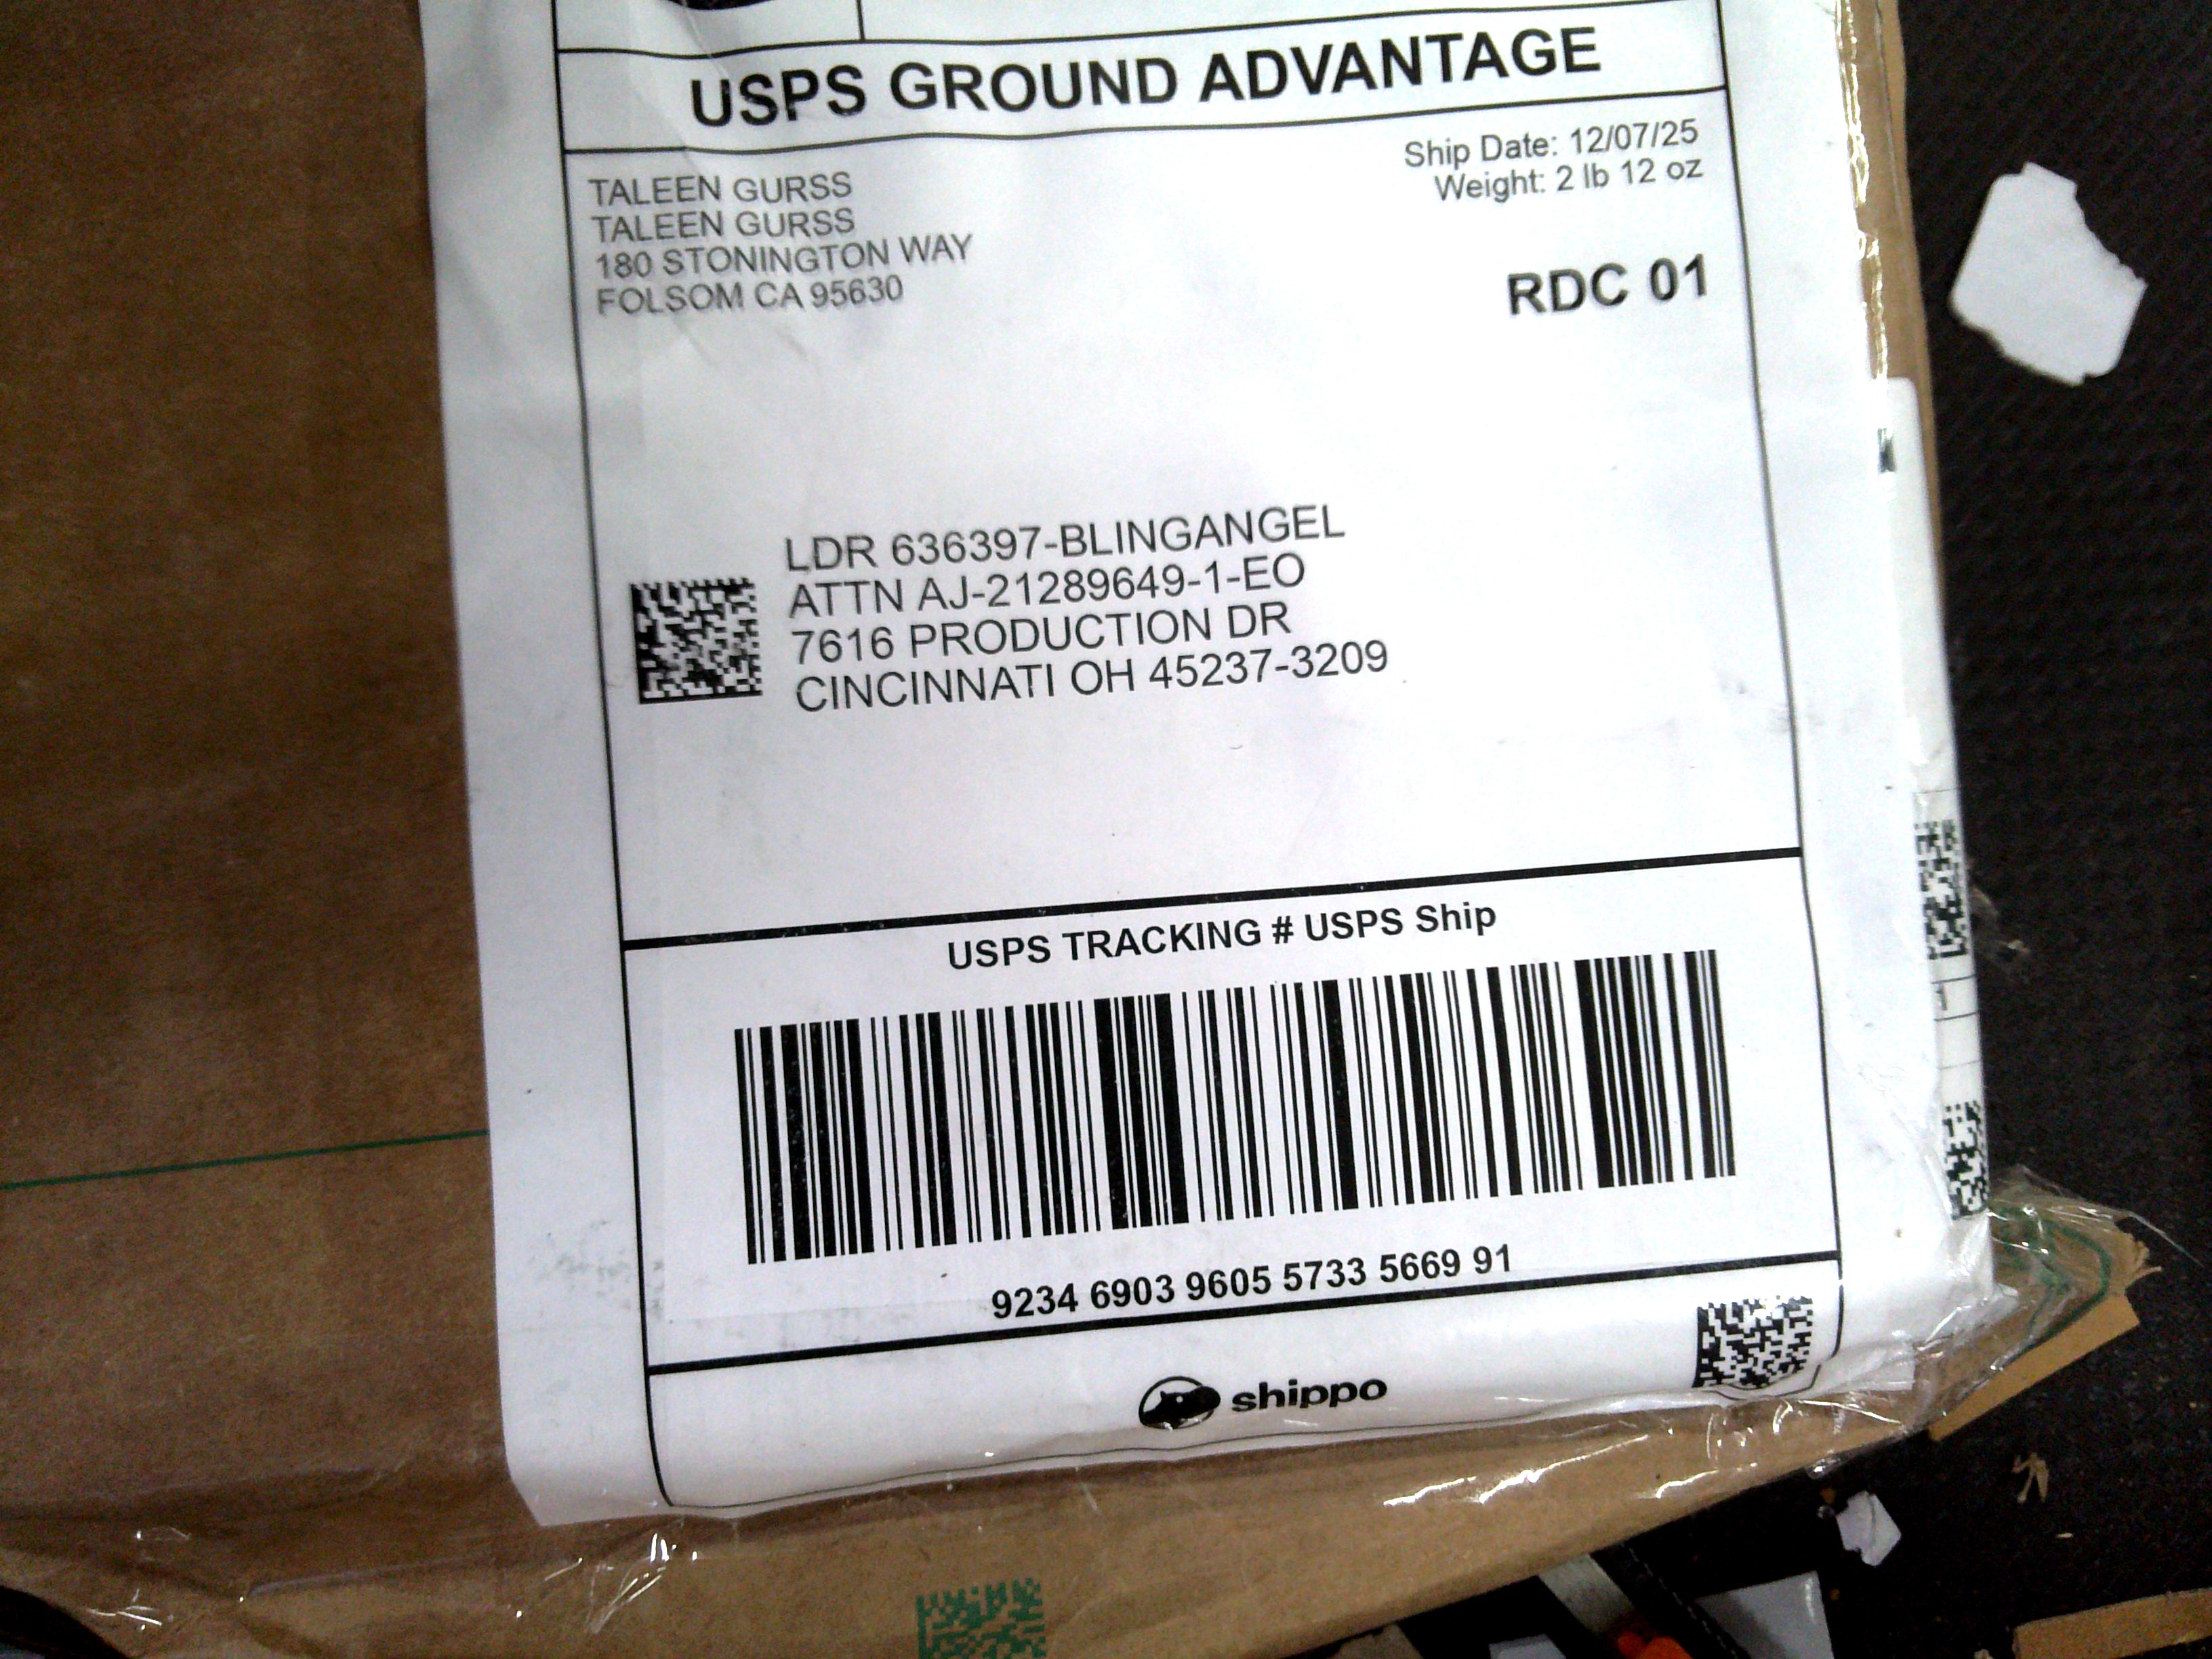 USPS GROUND ADVANTAGE
Ship Date: 12/07/25
Weight: 2 lb 12 oz
TALEEN GURSS
TALEEN GURSS
180 STONINGTON WAY
FOLSOM CA 95630
RDC 01
LDR 636397-BLINGANGEL
ATTN AJ-21289649-1-EO
7616 PRODUCTION DR
CINCINNATI OH 45237-3209
USPS TRACKING # USPS Ship
9234 6903 9605 5733 5669 91
shippo